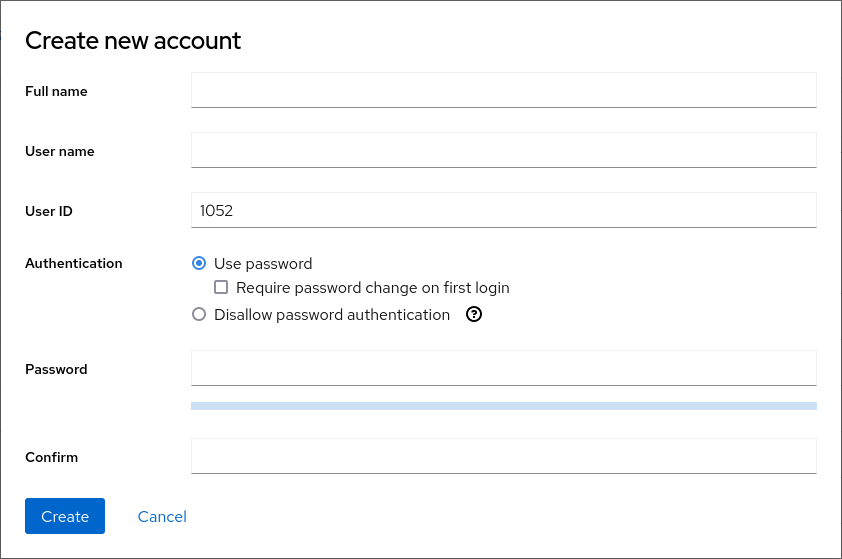 Create new account
Full name
User name
User ID 1052
Authentication Use password
Require password change on first login
Disallow password authentication ?
Password
Confirm
Create Cancel